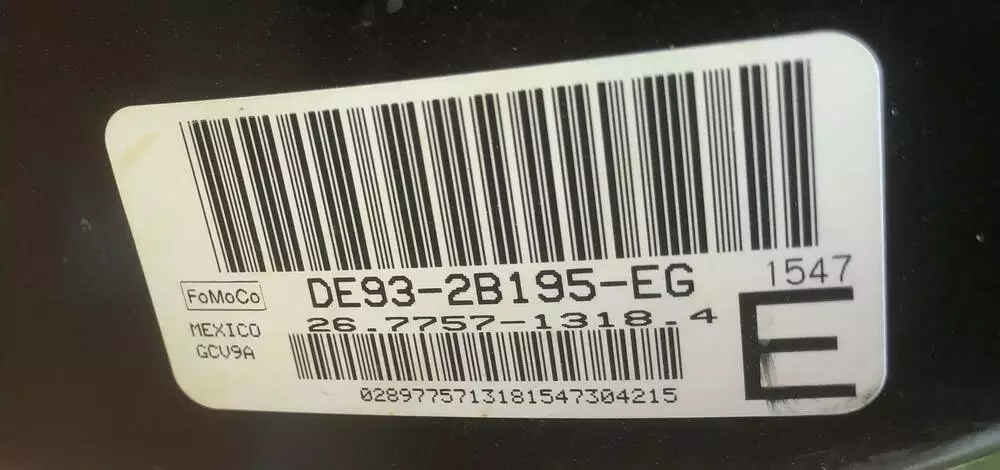 DE93-2B195-EG
1547
FoMoCo
26.7757-1318.4
E
MEXICO
GCV9A
0289775713181547304215